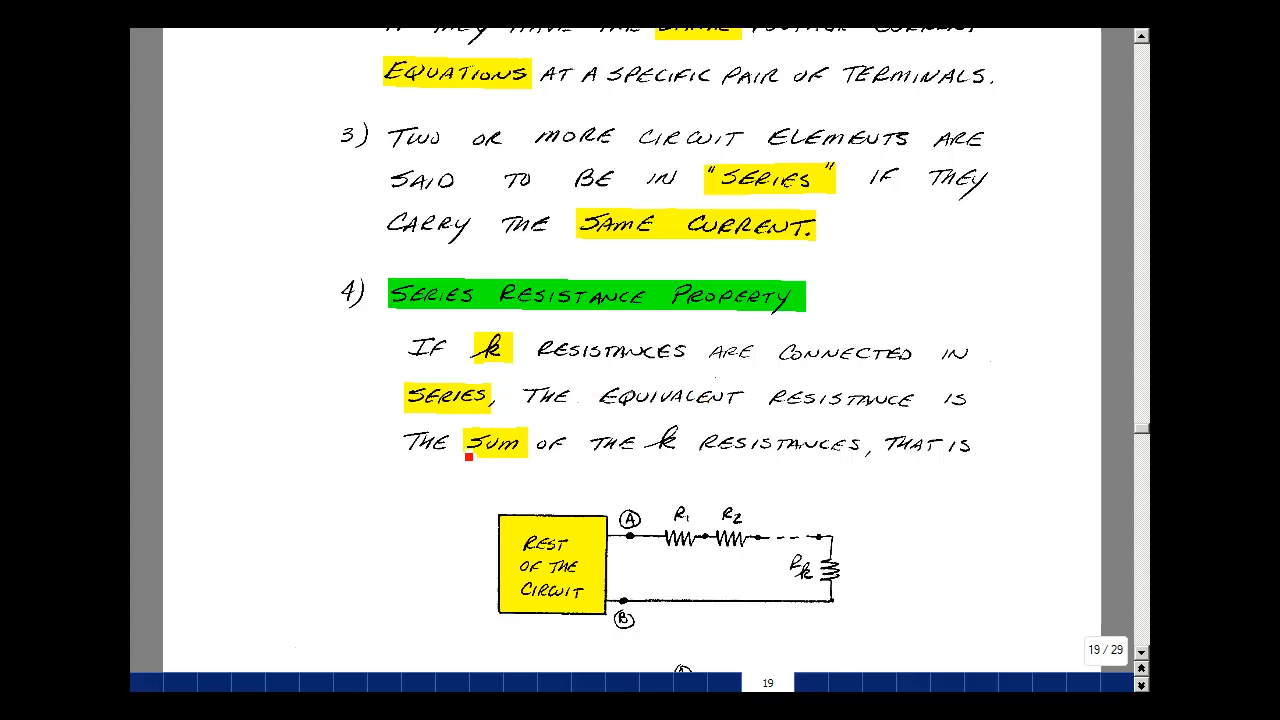 EQUATIONS AT A SPECIFIC PAIR OF TERMINALS.
3) TWO OR MORE CIRCUIT ELEMENTS ARE
SAID TO BE IN "SERIES" IF THEY
CARRY THE SAME CURRENT.
4) SERIES RESISTANCE PROPERTY
IF k RESISTANCES ARE CONNECTED IN
SERIES, THE EQUIVALENT RESISTANCE IS
THE SUM OF THE k RESISTANCES, THAT IS
A R1 R2
REST
OF THE
CIRCUIT
Rk
B
19 / 29
19